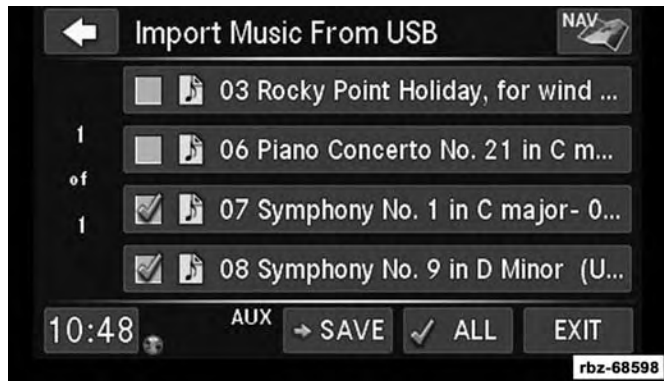 Import Music From USB
NAV
03 Rocky Point Holiday, for wind ...
1
of
1
06 Piano Concerto No. 21 in C m...
07 Symphony No. 1 in C major- 0...
08 Symphony No. 9 in D Minor (U...
10:48
AUX
SAVE
ALL
EXIT
rbz-68598